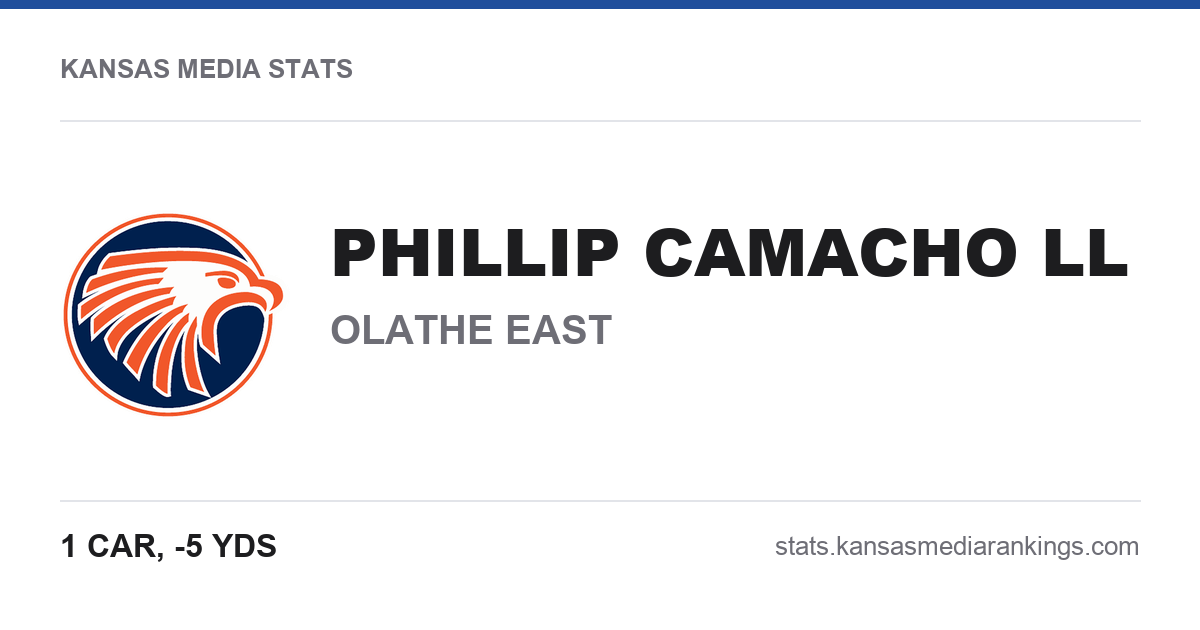 KANSAS MEDIA STATS
PHILLIP CAMACHO LL
OLATHE EAST
1 CAR, -5 YDS
stats.kansasmediarankings.com